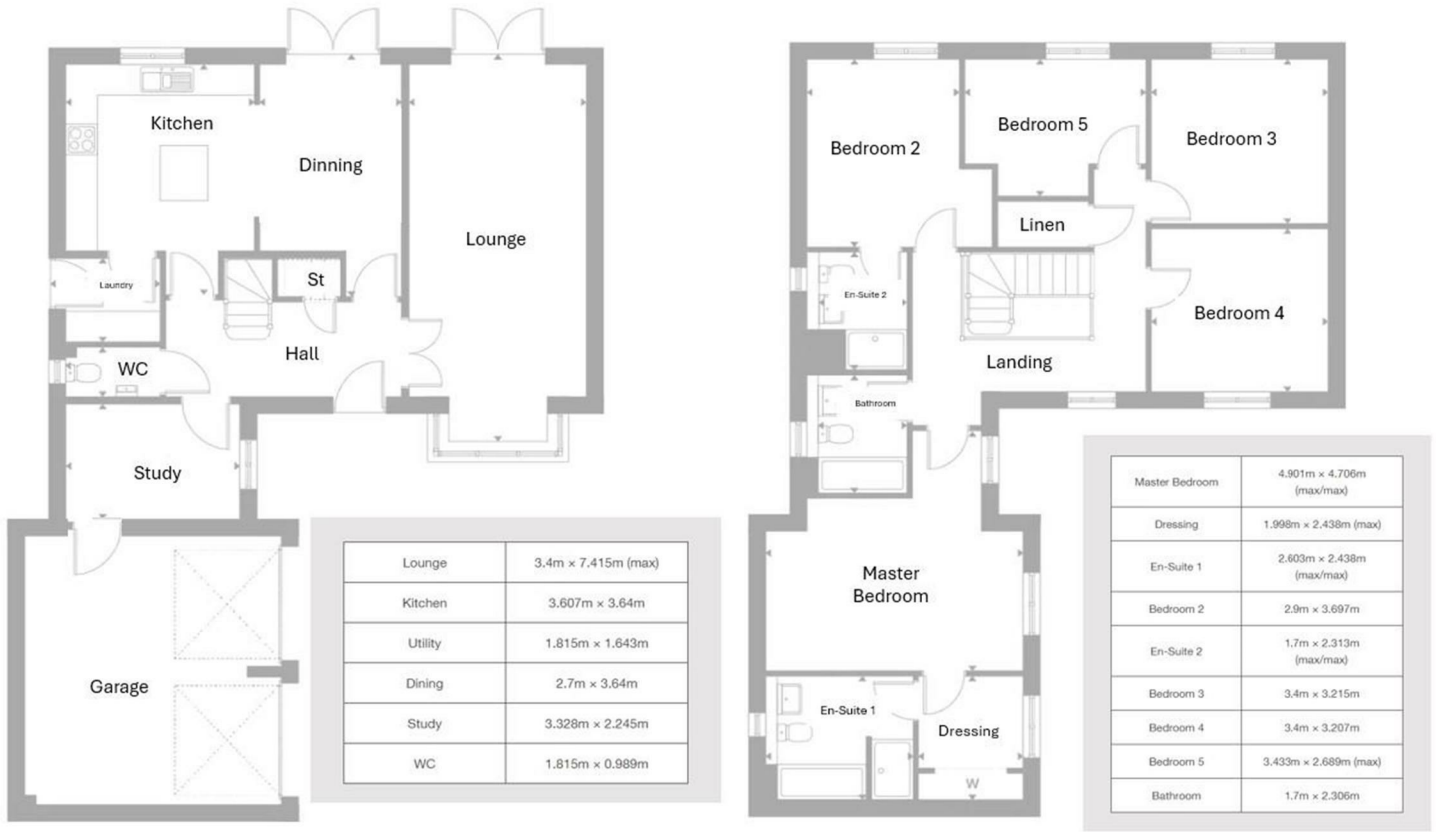 Kitchen
Dinning
Lounge
Laundry
St
Hall
WC
Study
Garage
Lounge 3.4m × 7.415m (max)
Kitchen 3.607m × 3.64m
Utility 1.815m × 1.643m
Dining 2.7m × 3.64m
Study 3.328m × 2.245m
WC 1.815m × 0.989m
Bedroom 2
Bedroom 5
Bedroom 3
Linen
En-Suite 2
Bedroom 4
Landing
Bathroom
Master
Bedroom
En-Suite 1
Dressing
W
Master Bedroom 4.901m × 4.706m
(max/max)
Dressing 1.998m × 2.438m (max)
En-Suite 1 2.603m × 2.438m
(max/max)
Bedroom 2 2.9m × 3.697m
En-Suite 2 1.7m × 2.313m
(max/max)
Bedroom 3 3.4m × 3.215m
Bedroom 4 3.4m × 3.207m
Bedroom 5 3.433m × 2.689m (max)
Bathroom 1.7m × 2.306m